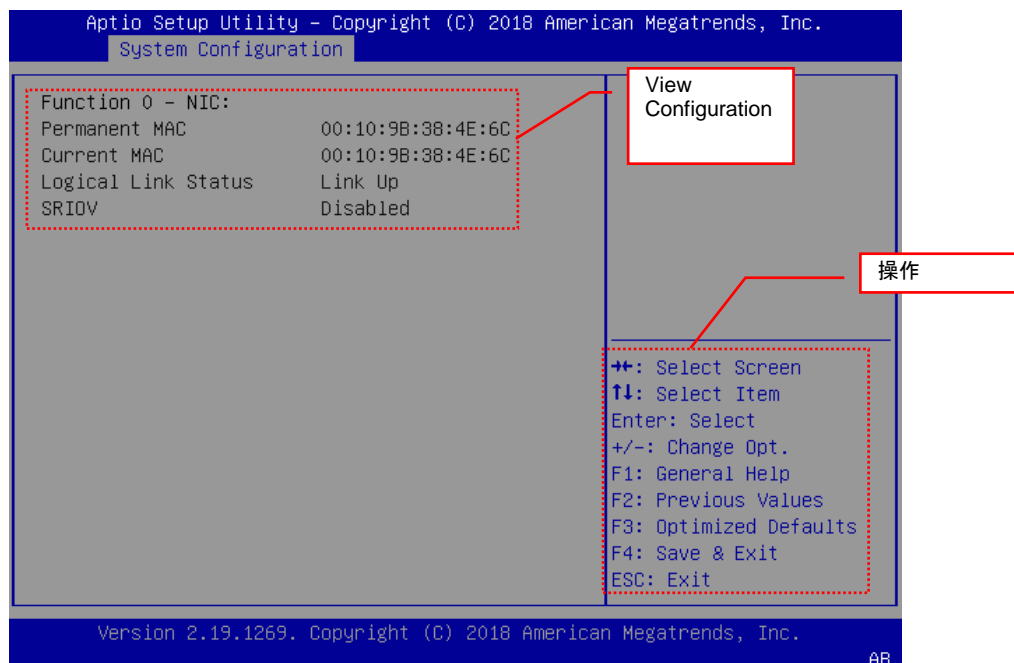 Aptio Setup Utility – Copyright (C) 2018 American Megatrends, Inc.
System Configuration
Function 0 – NIC:
Permanent MAC 00:10:9B:38:4E:6C
Current MAC 00:10:9B:38:4E:6C
Logical Link Status Link Up
SRIOV Disabled
View
Configuration
操作
→←: Select Screen
↑↓: Select Item
Enter: Select
+/-: Change Opt.
F1: General Help
F2: Previous Values
F3: Optimized Defaults
F4: Save & Exit
ESC: Exit
Version 2.19.1269. Copyright (C) 2018 American Megatrends, Inc.
AB